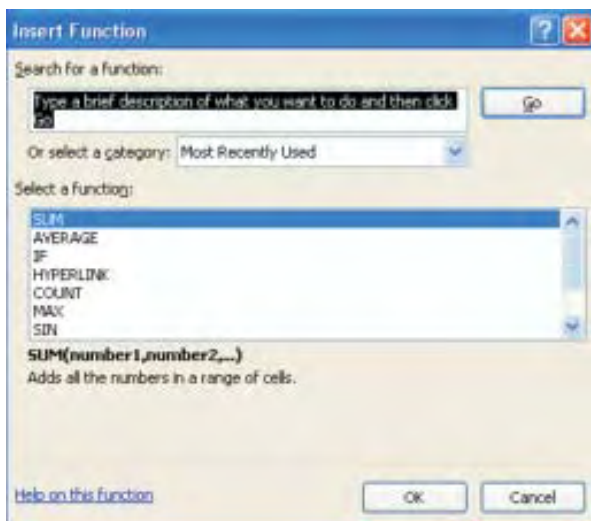 Insert Function
Search for a function:
Type a brief description of what you want to do and then click
Go
Go
Or select a category: Most Recently Used
Select a function:
SUM
AVERAGE
IF
HYPERLINK
COUNT
MAX
SIN
SUM(number1,number2,...)
Adds all the numbers in a range of cells.
Help on this function
OK
Cancel